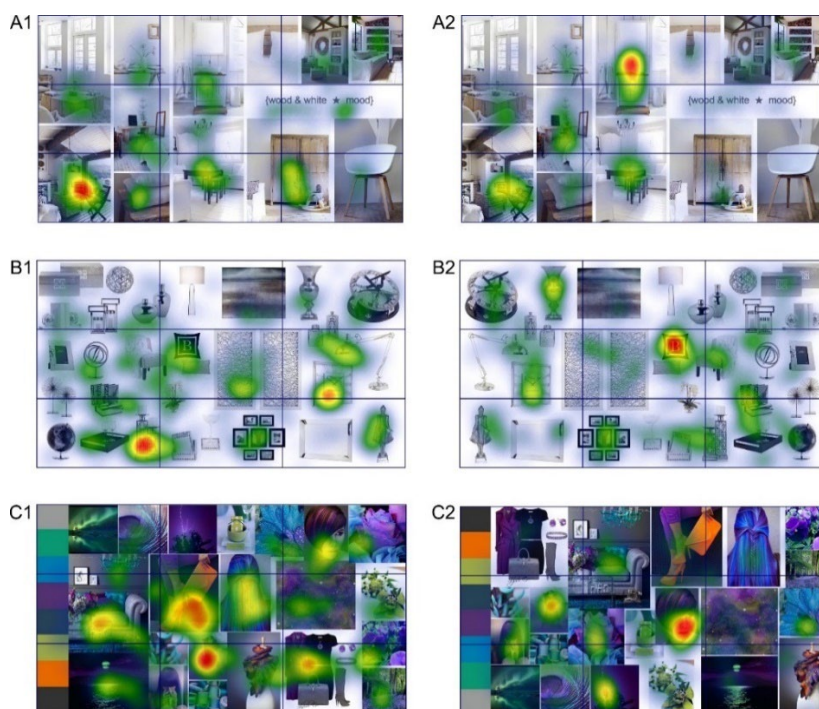 A1
A2
{wood & white ★ mood}
{wood & white ★ mood}
B1
B2
B
B
C1
C2